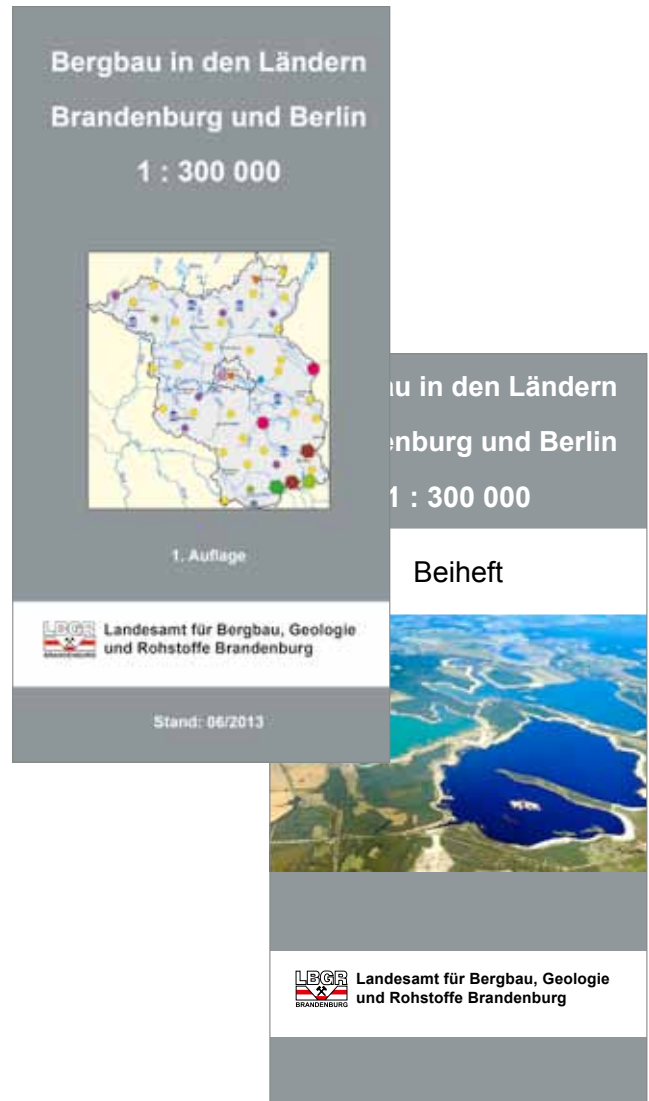 Bergbau in den Ländern
Brandenburg und Berlin
1 : 300 000
1. Auflage
LBGR
BRANDENBURG
Landesamt für Bergbau, Geologie
und Rohstoffe Brandenburg
Stand: 06/2013
au in den Ländern
enburg und Berlin
1 : 300 000
Beiheft
LBGR
BRANDENBURG
Landesamt für Bergbau, Geologie
und Rohstoffe Brandenburg